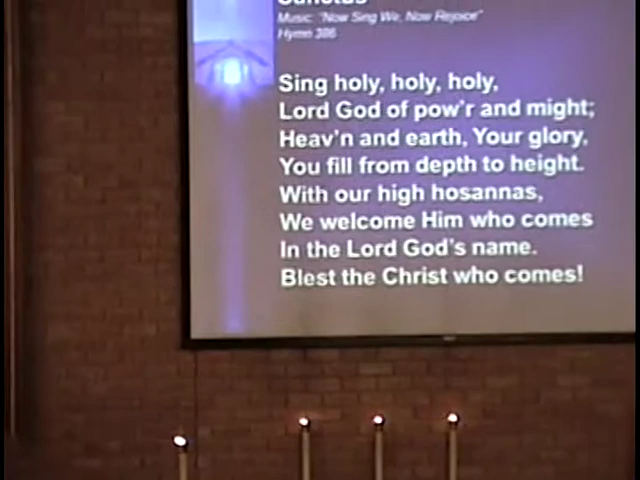 Sanctus
Music: "Now Sing We, Now Rejoice"
Hymn 386
Sing holy, holy, holy,
Lord God of pow'r and might;
Heav'n and earth, Your glory,
You fill from depth to height.
With our high hosannas,
We welcome Him who comes
In the Lord God's name.
Blest the Christ who comes!